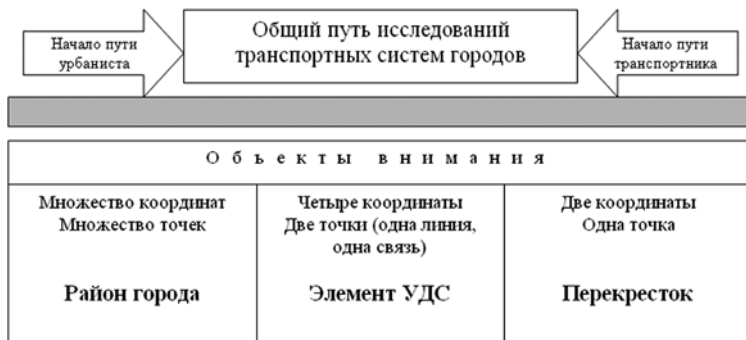 Общий путь исследований
транспортных систем городов
Начало пути
урбаниста
Начало пути
транспортника
О б ъ е к т ы в н и м а н и я
Множество координат
Множество точек
Район города
Четыре координаты
Две точки (одна линия,
одна связь)
Элемент УДС
Две координаты
Одна точка
Перекресток